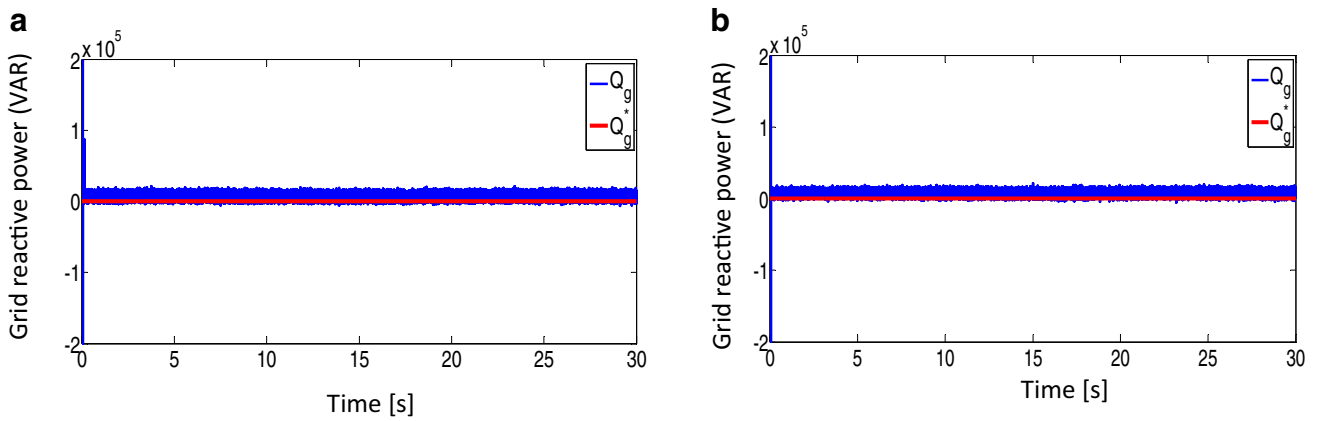 a
Grid reactive power (VAR)
x 10^5
2
1
0
-1
-2
0 5 10 15 20 25 30
Time [s]
Q_g
Q_g^*
b
Grid reactive power (VAR)
x 10^5
2
1
0
-1
-2
0 5 10 15 20 25 30
Time [s]
Q_g
Q_g^*